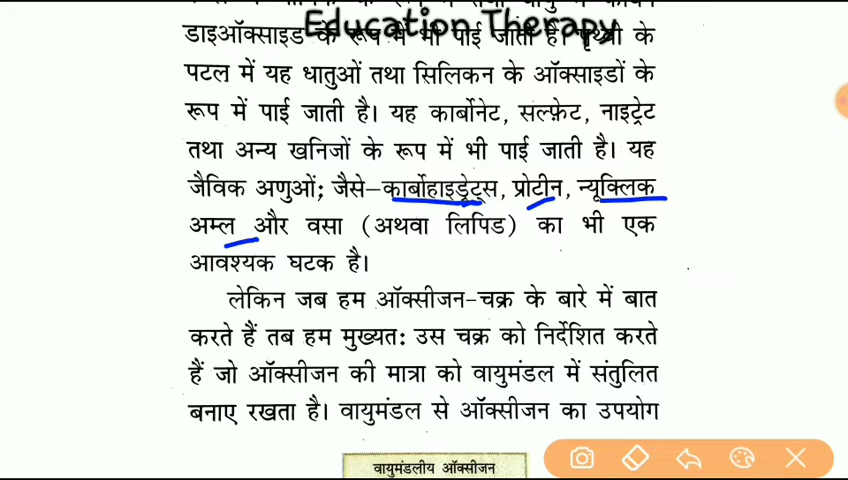 Education Therapy
डाइऑक्साइड के रूप में भी पाई जाती है। पृथ्वी के
पटल में यह धातुओं तथा सिलिकन के ऑक्साइडों के
रूप में पाई जाती है। यह कार्बोनेट, सल्फ़ेट, नाइट्रेट
तथा अन्य खनिजों के रूप में भी पाई जाती है। यह
जैविक अणुओं; जैसे–कार्बोहाइड्रेट्स, प्रोटीन, न्यूक्लिक
अम्ल और वसा (अथवा लिपिड) का भी एक
आवश्यक घटक है।
लेकिन जब हम ऑक्सीजन-चक्र के बारे में बात
करते हैं तब हम मुख्यतः उस चक्र को निर्देशित करते
हैं जो ऑक्सीजन की मात्रा को वायुमंडल में संतुलित
बनाए रखता है। वायुमंडल से ऑक्सीजन का उपयोग
वायुमंडलीय ऑक्सीजन